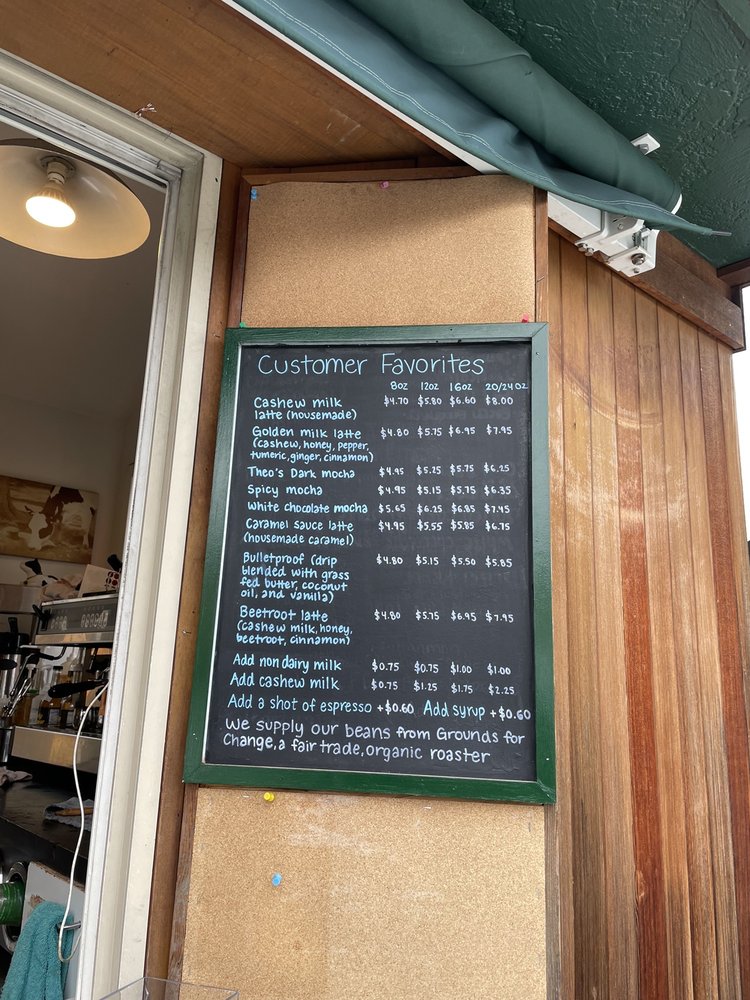 Customer Favorites
8oz 12oz 16oz 20/24oz
Cashew milk $4.70 $5.80 $6.60 $8.00
latte (housemade)
Golden milk latte $4.80 $5.75 $6.95 $7.95
(cashew, honey, pepper,
tumeric, ginger, cinnamon)
Theo's Dark mocha $4.95 $5.25 $5.75 $6.25
Spicy mocha $4.95 $5.15 $5.75 $6.35
White chocolate mocha $5.65 $6.25 $6.85 $7.45
Caramel sauce latte $4.95 $5.55 $5.85 $6.75
(housemade caramel)
Bulletproof (drip $4.80 $5.15 $5.50 $5.85
blended with grass
fed butter, coconut
oil, and vanilla)
Beetroot latte $4.80 $5.75 $6.95 $7.95
(cashew milk, honey,
beetroot, cinnamon)
Add non dairy milk $0.75 $0.75 $1.00 $1.00
Add cashew milk $0.75 $1.25 $1.75 $2.25
Add a shot of espresso +$0.60 Add syrup +$0.60
We supply our beans from Grounds for
Change, a fair trade, organic roaster